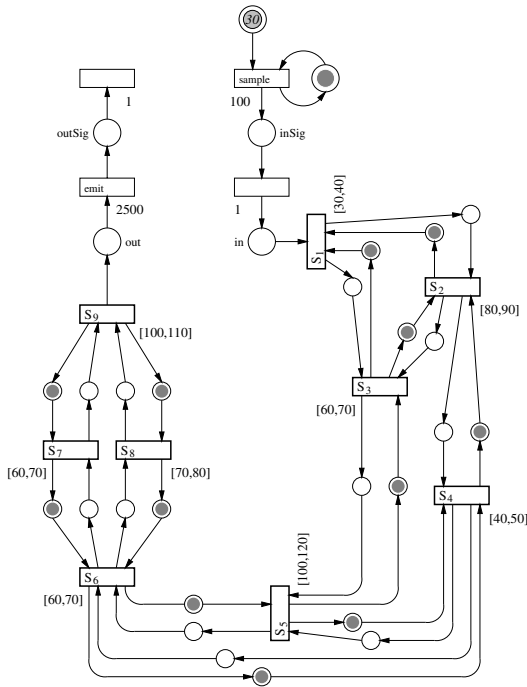 30
sample
100
1
outSig
inSig
emit
2500
1
out
in
[30,40]
S1
S2
[80,90]
S9
[100,110]
S3
[60,70]
S7
S8
[60,70]
[70,80]
S4
[40,50]
[100,120]
S6
[60,70]
S5